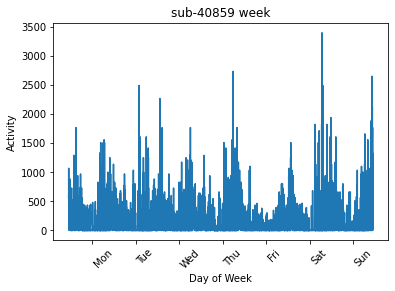 sub-40859 week
3500
3000
2500
2000
1500
1000
500
0
Activity
Mon
Tue
Wed
Thu
Fri
Sat
Sun
Day of Week